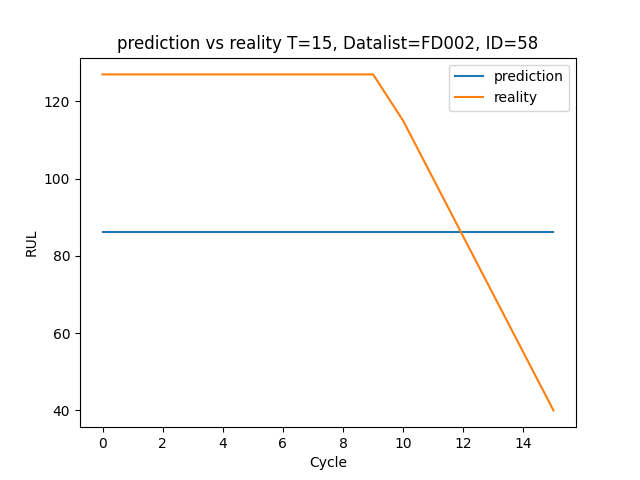 prediction vs reality T=15, Datalist=FD002, ID=58
prediction
reality
120
100
80
60
40
RUL
0 2 4 6 8 10 12 14
Cycle